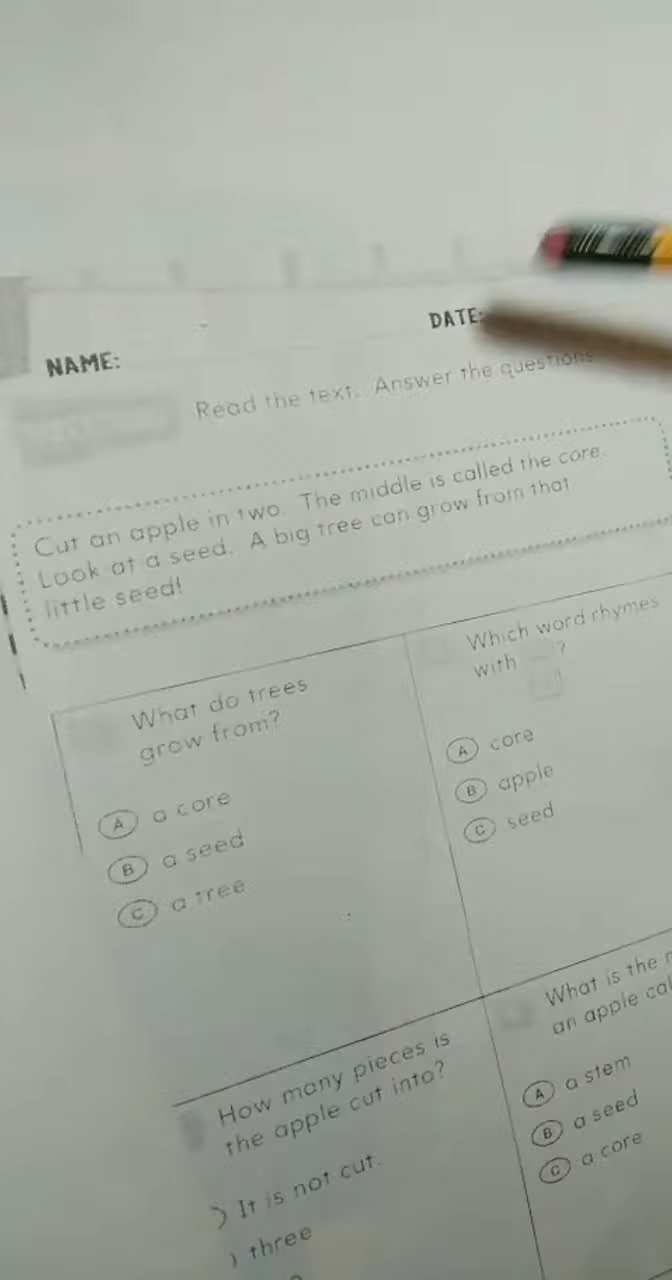 NAME:
DATE:
Read the text. Answer the questions
Cut an apple in two. The middle is called the core.
Look at a seed. A big tree can grow from that
little seed!
What do trees
grow from?
A a core
B a seed
C a tree
Which word rhymes
with ?
A core
B apple
C seed
How many pieces is
the apple cut into?
It is not cut.
three
What is the
an apple
A a stem
B a seed
C a core